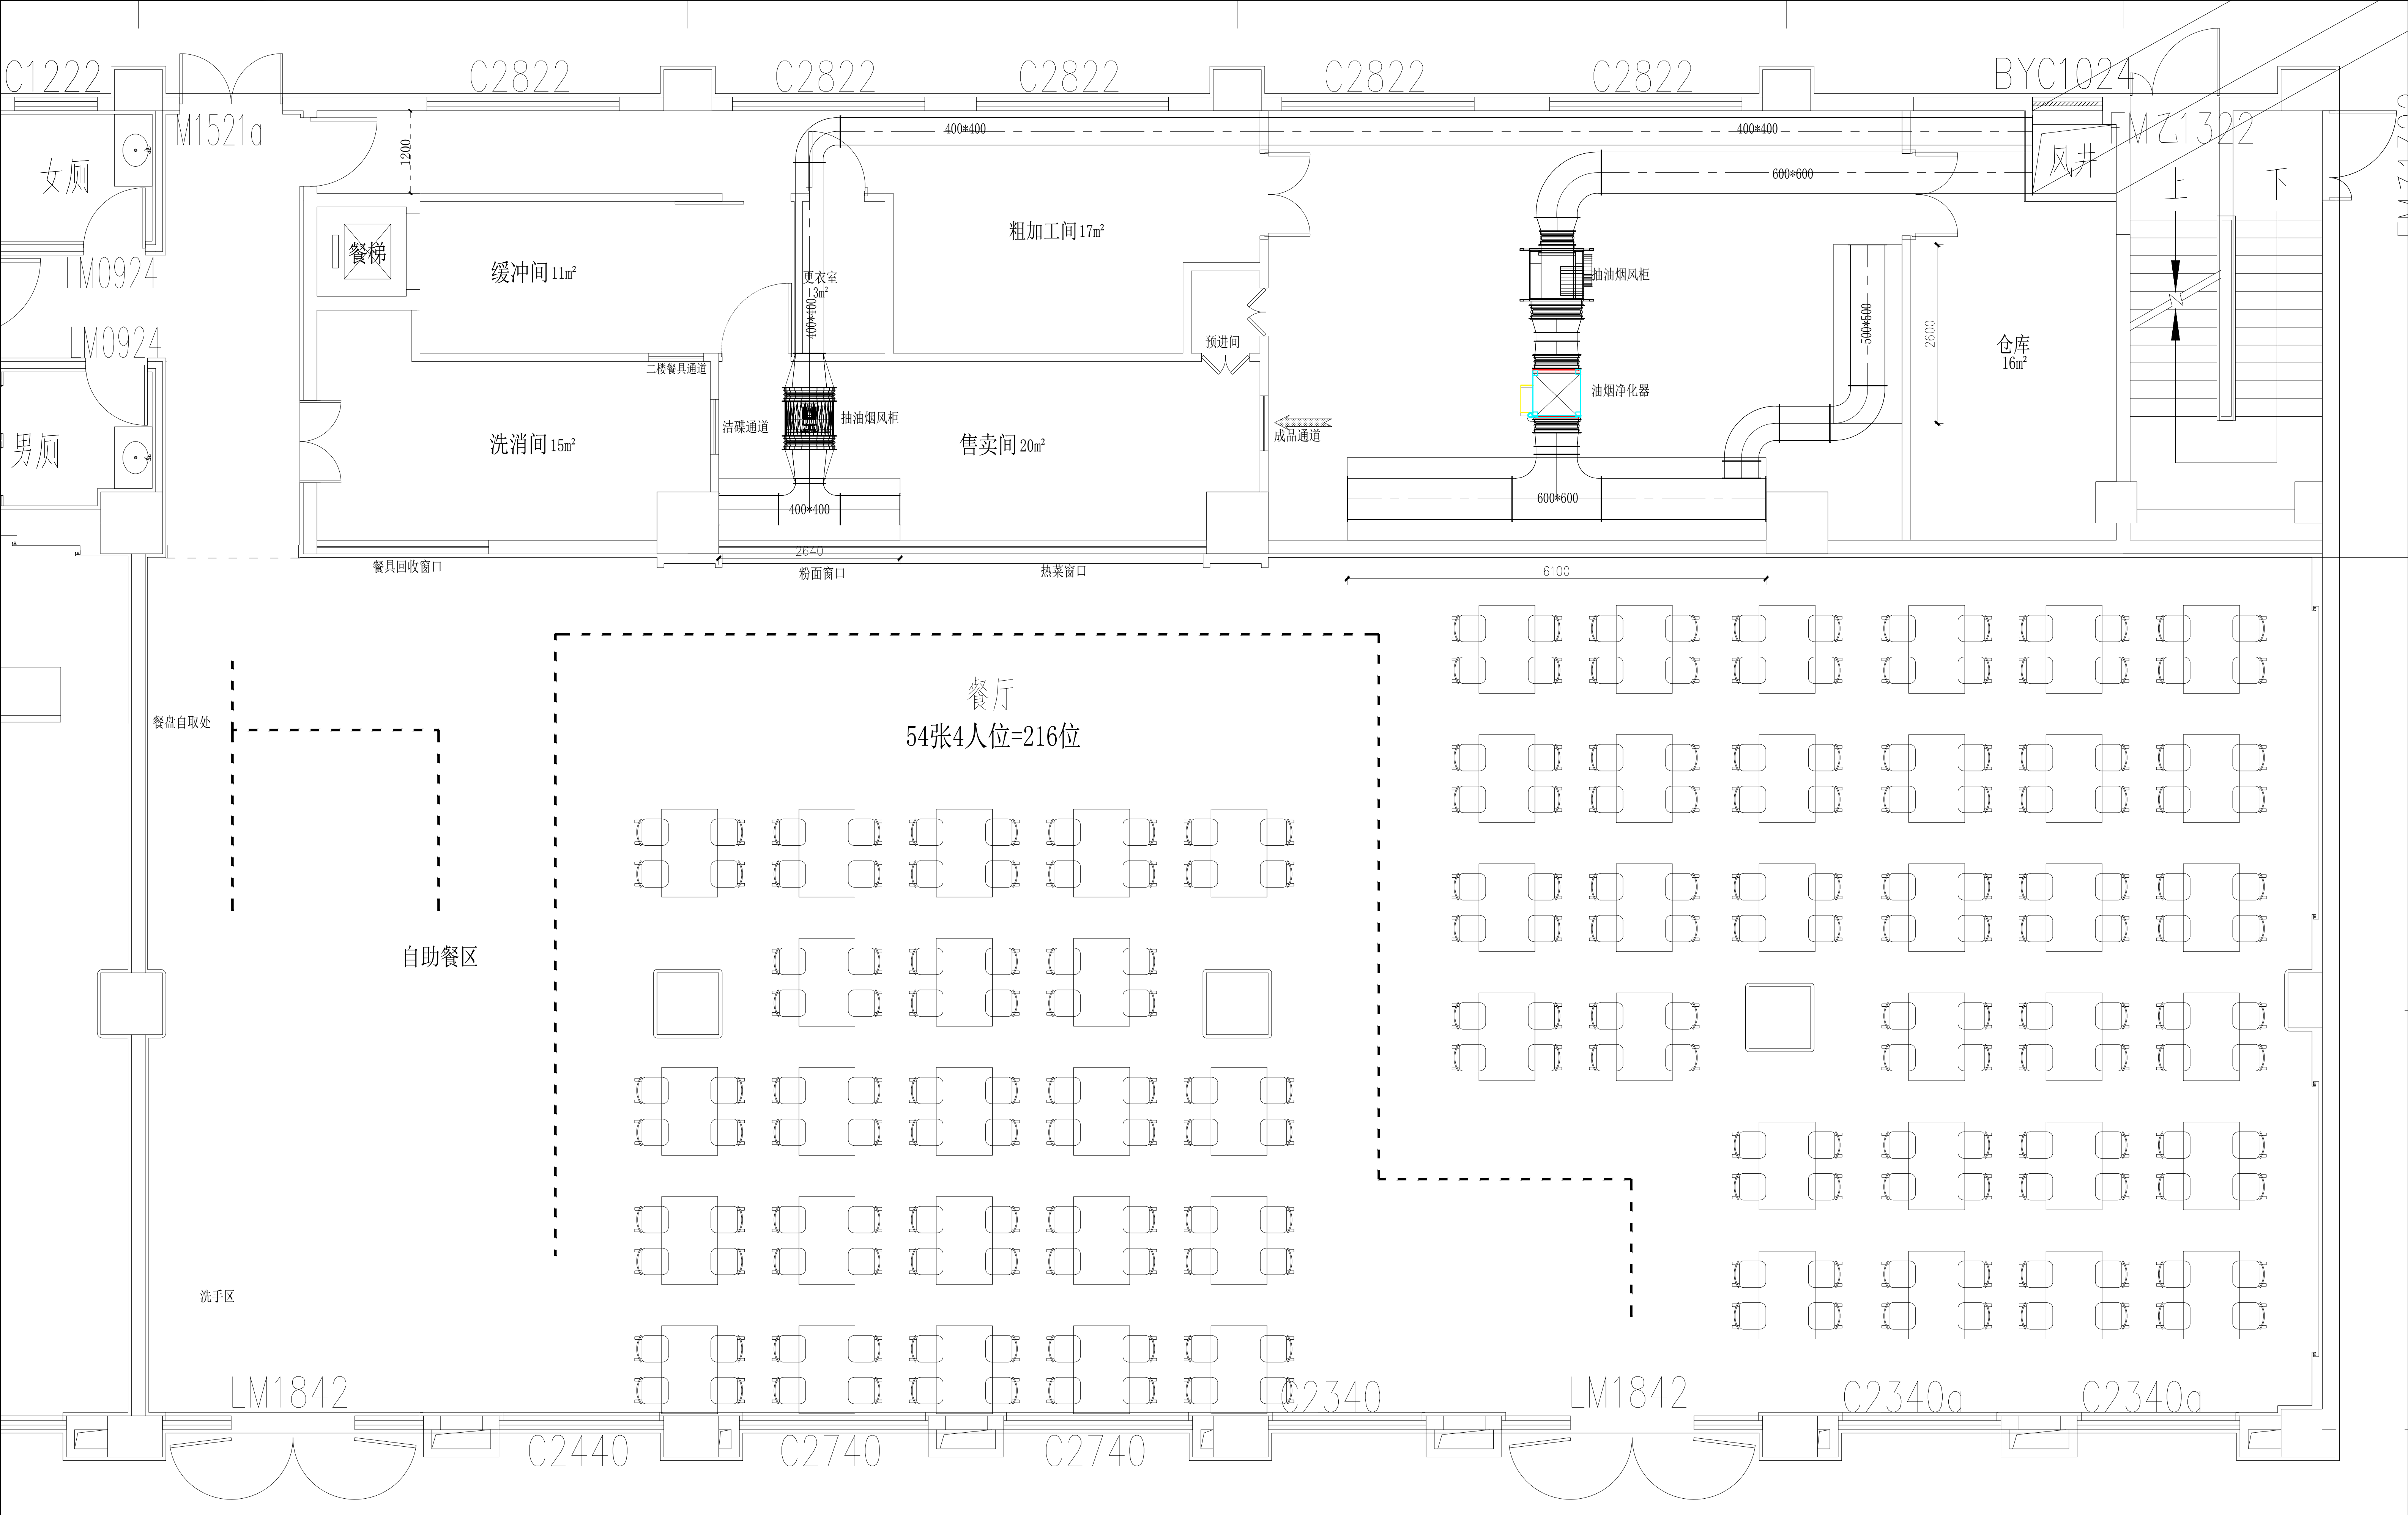 C1222
C2822
C2822
C2822
C2822
C2822
BYC1024
M1521a
1200
400*400
400*400
FMZ1322
女厕
600*600
风井
上
下
餐梯
粗加工间17m²
LM0924
缓冲间11m²
更衣室
3m²
抽油烟风柜
400*400
500*500
2600
LM0924
预进间
仓库
16m²
二楼餐具通道
油烟净化器
洁碟通道
抽油烟风柜
成品通道
男厕
洗消间15m²
售卖间20m²
400*400
600*600
2640
餐具回收窗口
粉面窗口
热菜窗口
6100
餐厅
餐盘自取处
54张4人位=216位
自助餐区
洗手区
LM1842
C2340
LM1842
C2340a
C2340a
C2440
C2740
C2740